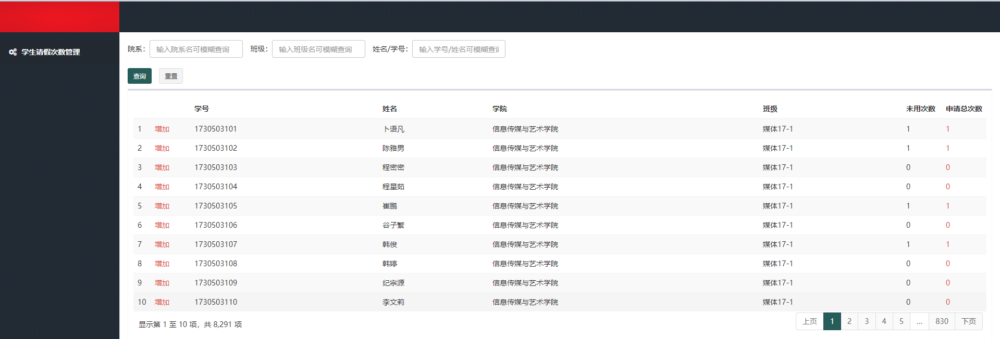 学生请假次数管理
院系： 输入院系名可模糊查询 班级： 输入班级名可模糊查询 姓名/学号： 输入学号/姓名可模糊查询
查询 重置
学号 姓名 学院 班级 未用次数 申请总次数
1 增加 1730503101 卜语凡 信息传媒与艺术学院 媒体17-1 1 1
2 增加 1730503102 陈雅男 信息传媒与艺术学院 媒体17-1 1 1
3 增加 1730503103 程密密 信息传媒与艺术学院 媒体17-1 0 0
4 增加 1730503104 程星茹 信息传媒与艺术学院 媒体17-1 0 0
5 增加 1730503105 崔鹏 信息传媒与艺术学院 媒体17-1 1 1
6 增加 1730503106 谷子繁 信息传媒与艺术学院 媒体17-1 0 0
7 增加 1730503107 韩俊 信息传媒与艺术学院 媒体17-1 1 1
8 增加 1730503108 韩婷 信息传媒与艺术学院 媒体17-1 0 0
9 增加 1730503109 纪宗源 信息传媒与艺术学院 媒体17-1 0 0
10 增加 1730503110 李文莉 信息传媒与艺术学院 媒体17-1 0 0
显示第 1 至 10 项，共 8,291 项 上页 1 2 3 4 5 ... 830 下页